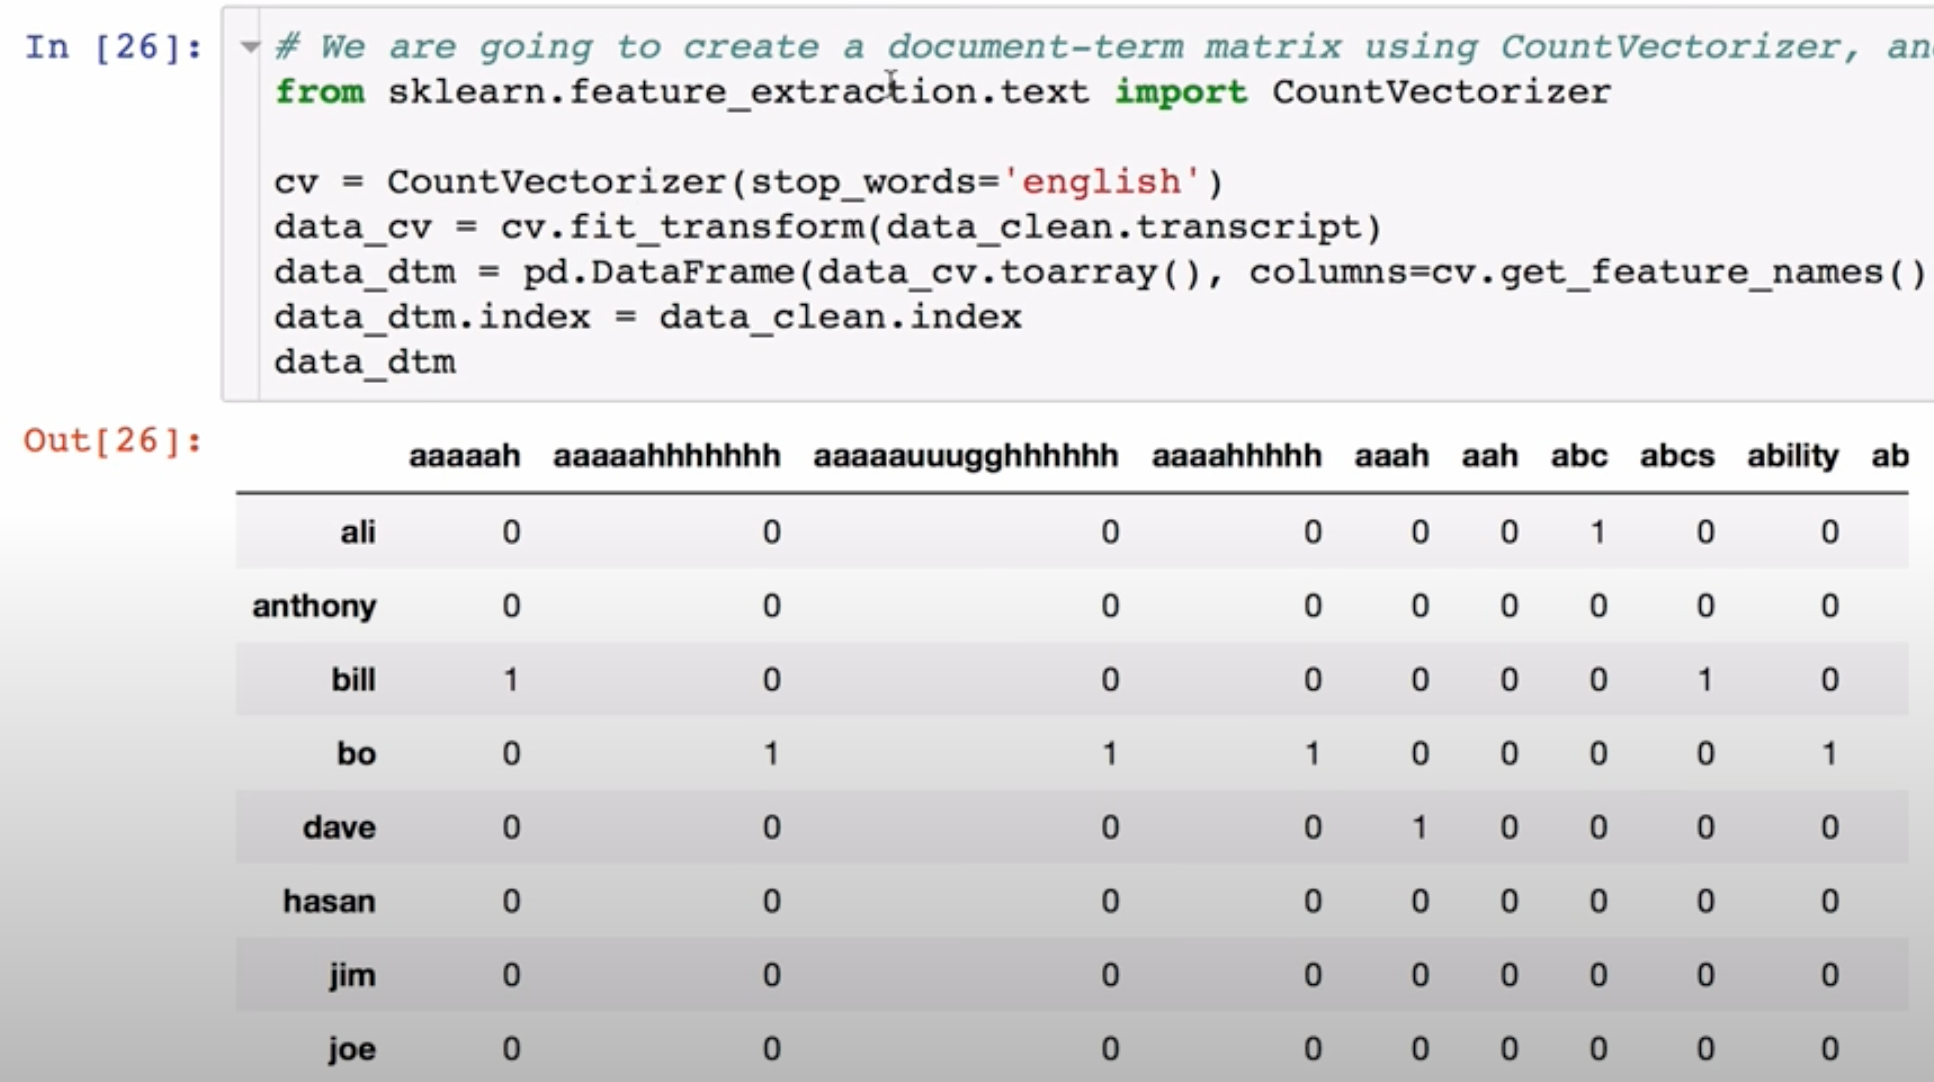 In [26]:
# We are going to create a document-term matrix using CountVectorizer, an
from sklearn.feature_extraction.text import CountVectorizer
cv = CountVectorizer(stop_words='english')
data_cv = cv.fit_transform(data_clean.transcript)
data_dtm = pd.DataFrame(data_cv.toarray(), columns=cv.get_feature_names()
data_dtm.index = data_clean.index
data_dtm
Out[26]:
aaaaah aaaaahhhhhhh aaaaauuugghhhhhh aaaahhhhh aaah aah abc abcs ability ab
ali 0 0 0 0 0 0 1 0 0
anthony 0 0 0 0 0 0 0 0 0
bill 1 0 0 0 0 0 0 1 0
bo 0 1 1 1 0 0 0 0 1
dave 0 0 0 0 1 0 0 0 0
hasan 0 0 0 0 0 0 0 0 0
jim 0 0 0 0 0 0 0 0 0
joe 0 0 0 0 0 0 0 0 0